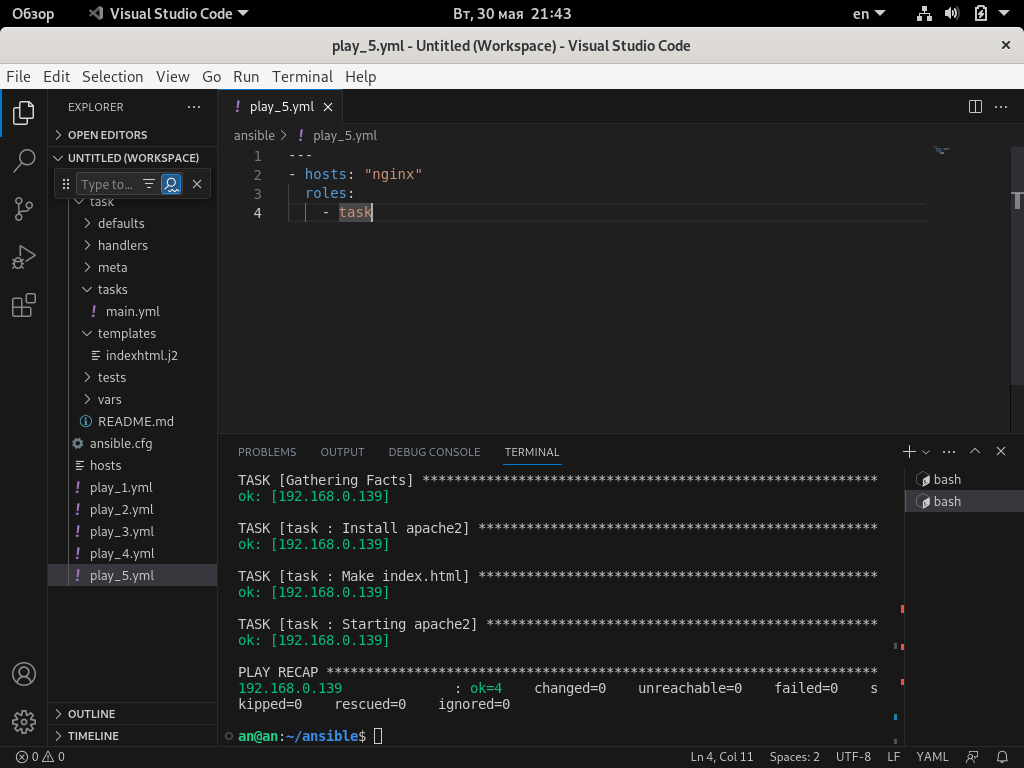 Обзор Visual Studio Code Вт, 30 мая 21:43 en
play_5.yml - Untitled (Workspace) - Visual Studio Code
File Edit Selection View Go Run Terminal Help
EXPLORER
OPEN EDITORS
UNTITLED (WORKSPACE)
Type to...
task
defaults
handlers
meta
tasks
main.yml
templates
indexhtml.j2
tests
vars
README.md
ansible.cfg
hosts
play_1.yml
play_2.yml
play_3.yml
play_4.yml
play_5.yml
OUTLINE
TIMELINE
play_5.yml
ansible > play_5.yml
1 ---
2 - hosts: "nginx"
3 roles:
4 - task
PROBLEMS OUTPUT DEBUG CONSOLE TERMINAL
TASK [Gathering Facts] *********************************************************
ok: [192.168.0.139]
TASK [task : Install apache2] **************************************************
ok: [192.168.0.139]
TASK [task : Make index.html] **************************************************
ok: [192.168.0.139]
TASK [task : Starting apache2] *************************************************
ok: [192.168.0.139]
PLAY RECAP *********************************************************************
192.168.0.139 : ok=4 changed=0 unreachable=0 failed=0 s
kipped=0 rescued=0 ignored=0
an@an:~/ansible$
bash
bash
0 0 Ln 4, Col 11 Spaces: 2 UTF-8 LF YAML